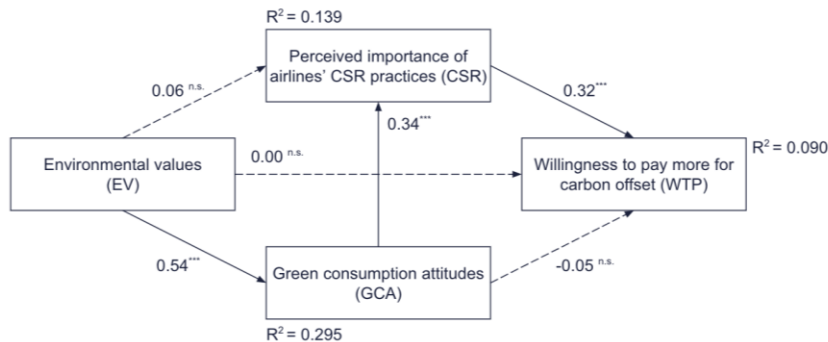 R² = 0.139
Perceived importance of
airlines' CSR practices (CSR)
0.06 n.s.
0.32***
0.34***
Environmental values
(EV)
0.00 n.s.
Willingness to pay more for
carbon offset (WTP)
R² = 0.090
0.54***
Green consumption attitudes
(GCA)
-0.05 n.s.
R² = 0.295